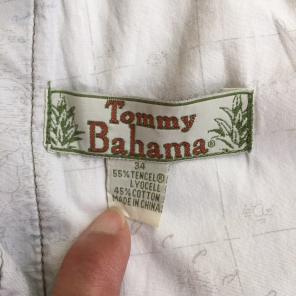 Tommy
Bahama®
34
55% TENCEL®
LYOCELL
45% COTTON
MADE IN CHINA